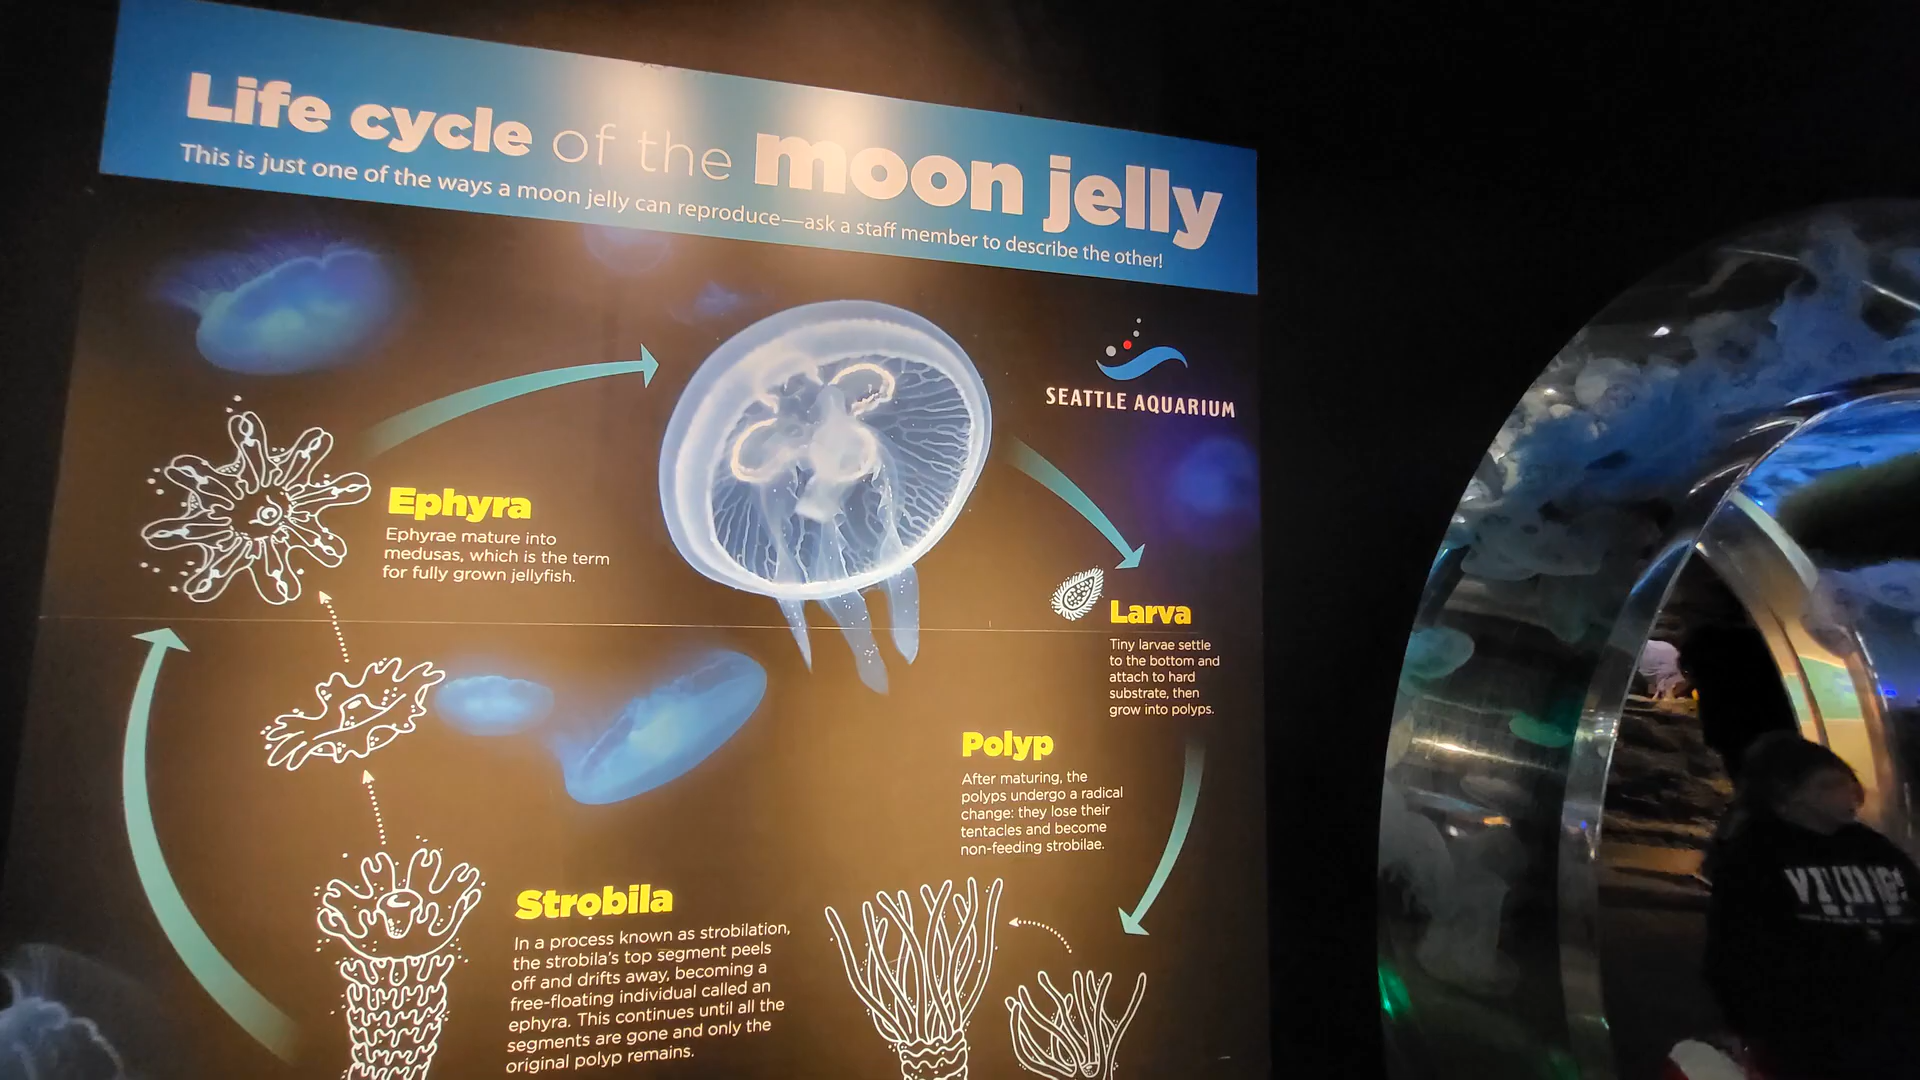 Life cycle of the moon jelly
This is just one of the ways a moon jelly can reproduce—ask a staff member to describe the other!
SEATTLE AQUARIUM
Ephyra
Ephyrae mature into
medusas, which is the term
for fully grown jellyfish.
Larva
Tiny larvae settle
to the bottom and
attach to hard
substrate, then
grow into polyps.
Polyp
After maturing, the
polyps undergo a radical
change: they lose their
tentacles and become
non-feeding strobilae.
Strobila
In a process known as strobilation,
the strobila's top segment peels
off and drifts away, becoming a
free-floating individual called an
ephyra. This continues until all the
segments are gone and only the
original polyp remains.